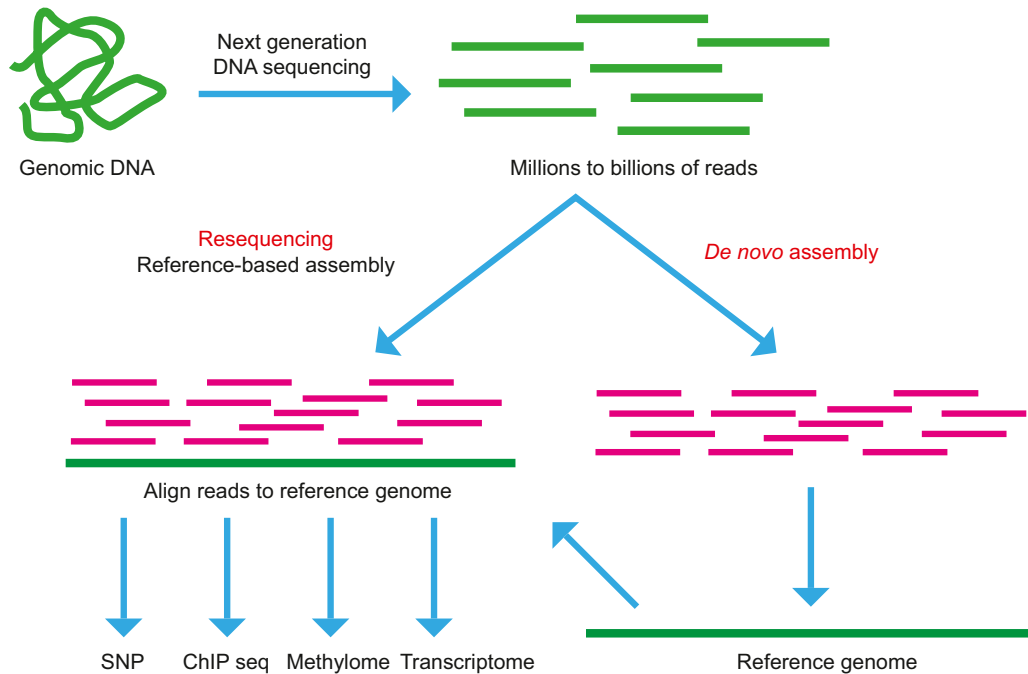 Next generation
DNA sequencing
Genomic DNA
Millions to billions of reads
Resequencing
Reference-based assembly
De novo assembly
Align reads to reference genome
SNP
ChIP seq
Methylome
Transcriptome
Reference genome